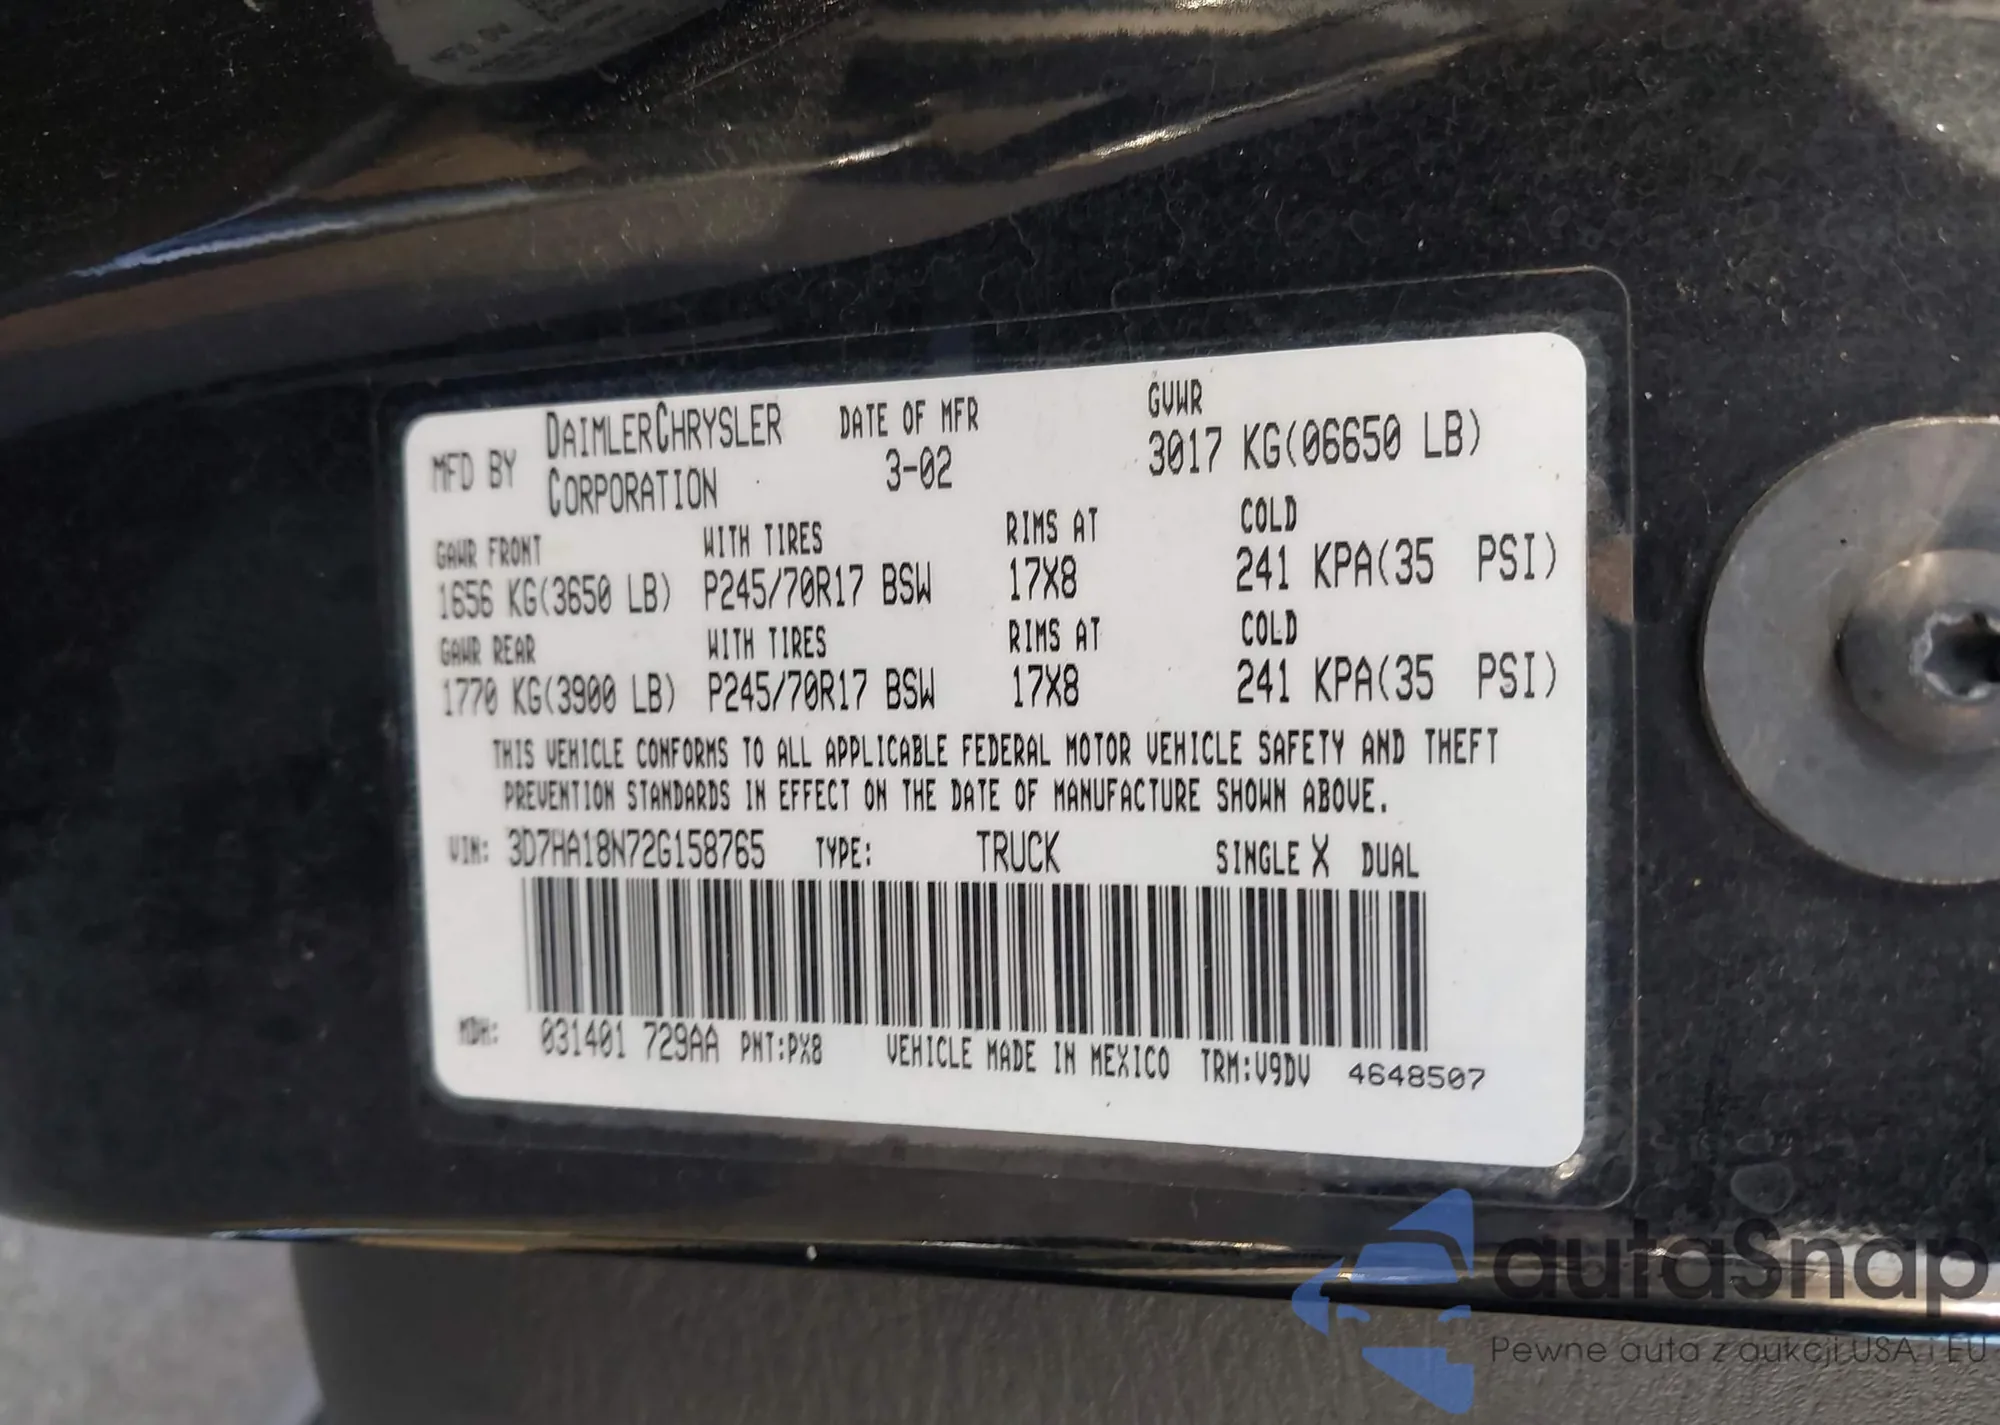 MFD BY DAIMLERCHRYSLER CORPORATION DATE OF MFR 3-02 GVWR 3017 KG(06650 LB)
GAWR FRONT WITH TIRES RIMS AT COLD
1656 KG(3650 LB) P245/70R17 BSW 17X8 241 KPA(35 PSI)
GAWR REAR WITH TIRES RIMS AT COLD
1770 KG(3900 LB) P245/70R17 BSW 17X8 241 KPA(35 PSI)
THIS VEHICLE CONFORMS TO ALL APPLICABLE FEDERAL MOTOR VEHICLE SAFETY AND THEFT
PREVENTION STANDARDS IN EFFECT ON THE DATE OF MANUFACTURE SHOWN ABOVE.
VIN: 3D7HA18N72G158765 TYPE: TRUCK SINGLE X DUAL
MDH: 031401 729AA PNT:PX8 VEHICLE MADE IN MEXICO TRM:V9DV 4648507
autaSnap
Pewne auta z aukcji USA i EU